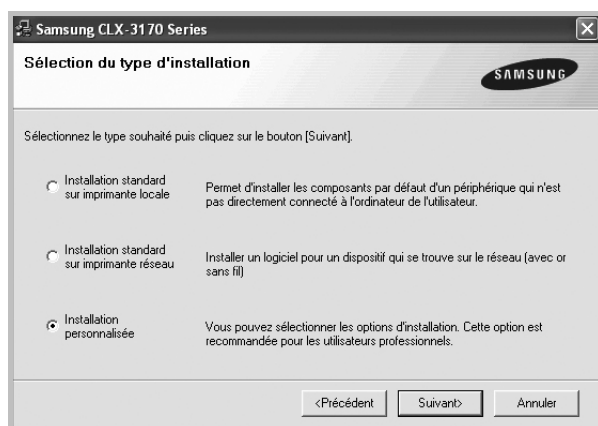 Samsung CLX-3170 Series
Sélection du type d'installation
SAMSUNG
Sélectionnez le type souhaité puis cliquez sur le bouton [Suivant].
Installation standard
sur imprimante locale
Permet d'installer les composants par défaut d'un périphérique qui n'est
pas directement connecté à l'ordinateur de l'utilisateur.
Installation standard
sur imprimante réseau
Installer un logiciel pour un dispositif qui se trouve sur le réseau (avec or
sans fil)
Installation
personnalisée
Vous pouvez sélectionner les options d'installation. Cette option est
recommandée pour les utilisateurs professionnels.
<Précédent
Suivant>
Annuler